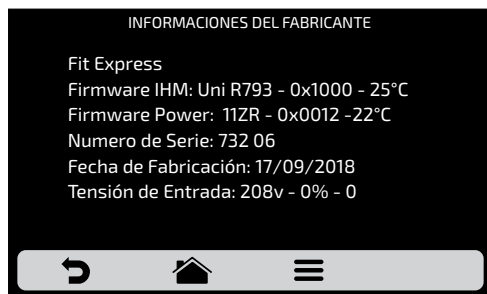 INFORMACIONES DEL FABRICANTE
Fit Express
Firmware IHM: Uni R793 - 0x1000 - 25°C
Firmware Power: 11ZR - 0x0012 -22°C
Numero de Serie: 732 06
Fecha de Fabricación: 17/09/2018
Tensión de Entrada: 208v - 0% - 0